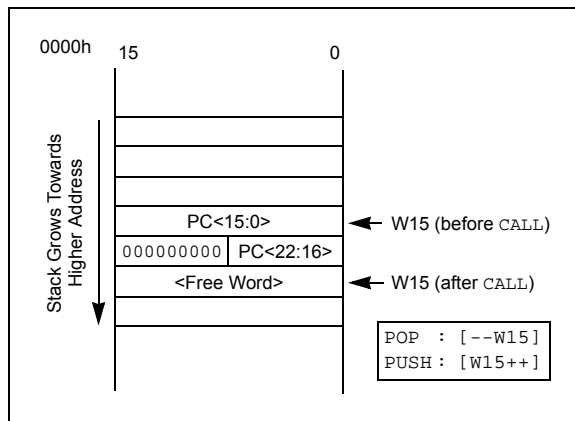 0000h
15 0
Stack Grows Towards
Higher Address
PC<15:0>
W15 (before CALL)
000000000 PC<22:16>
<Free Word>
W15 (after CALL)
POP : [--W15]
PUSH : [W15++]